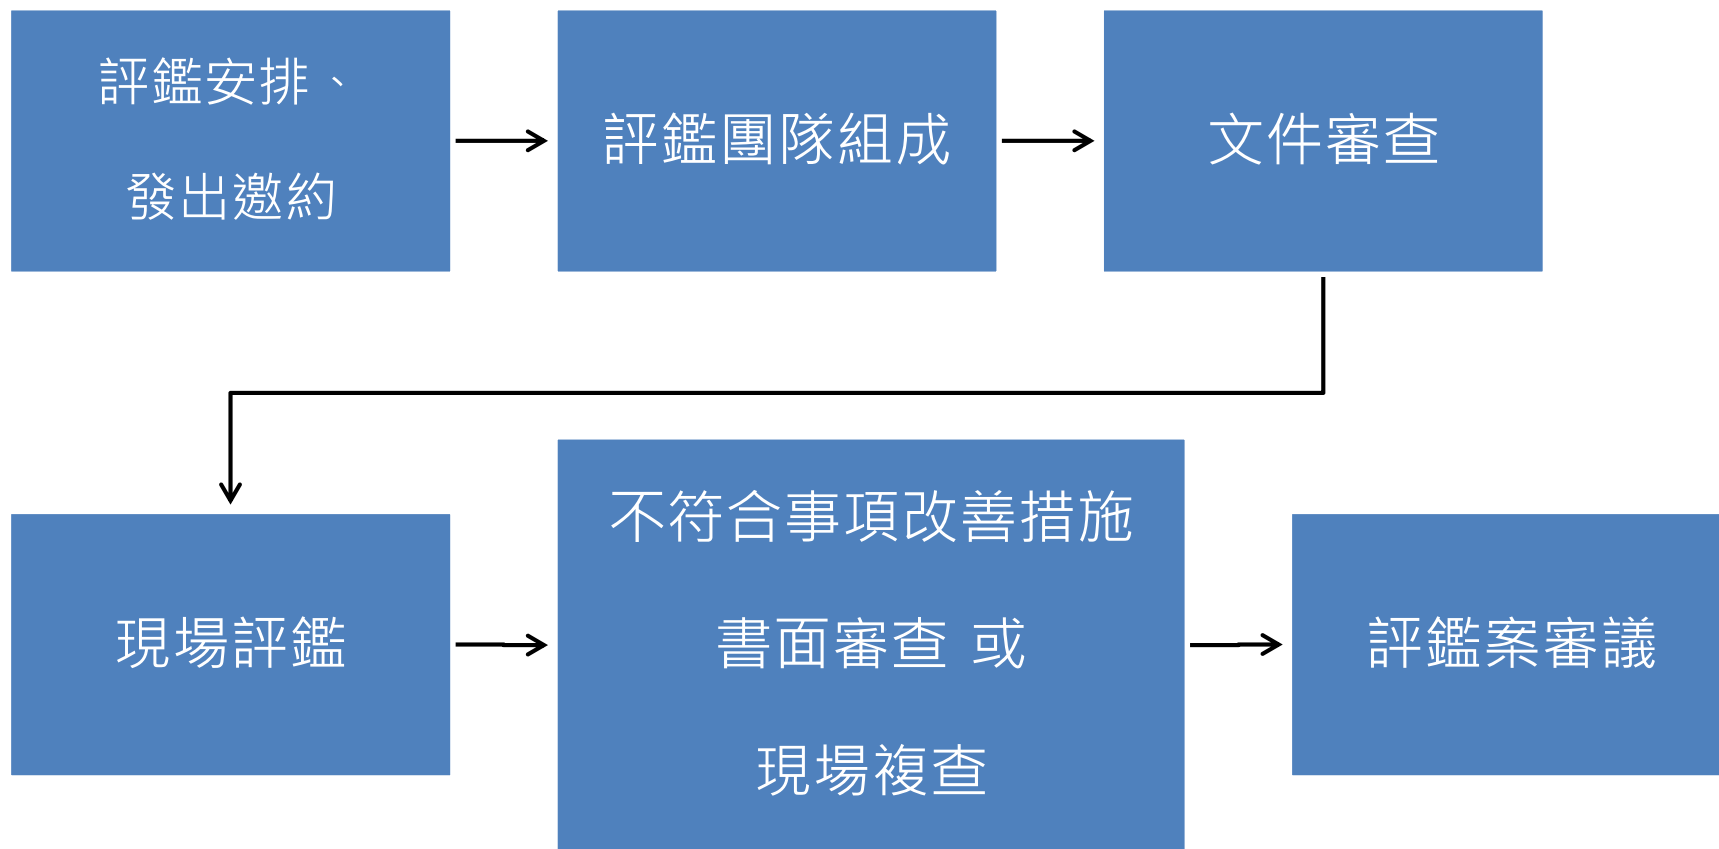 評鑑安排、
發出邀約
評鑑團隊組成
文件審查
現場評鑑
不符合事項改善措施
書面審查 或
現場複查
評鑑案審議